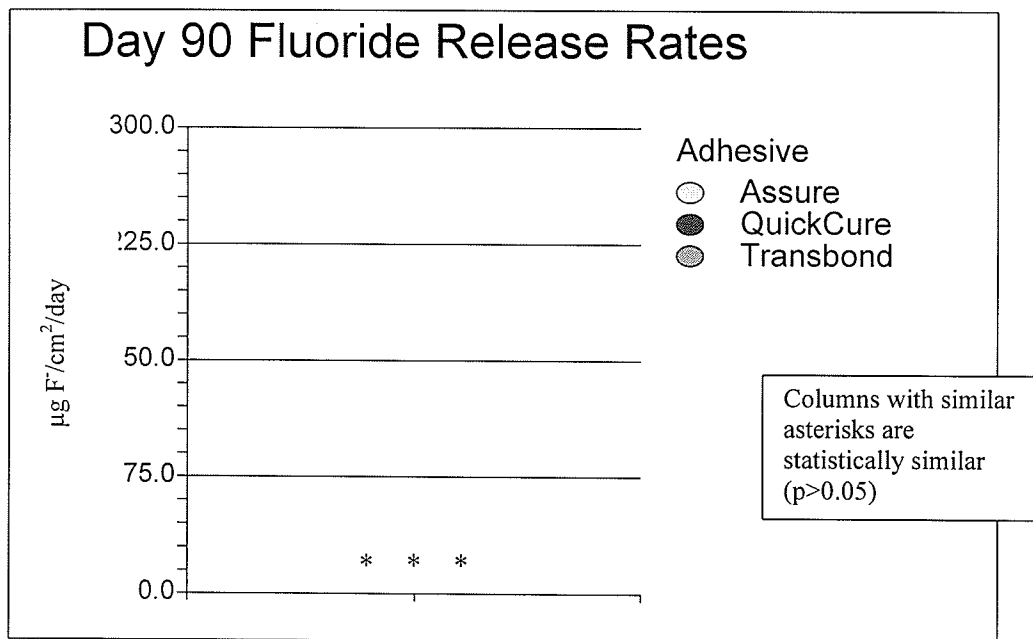 Day 90 Fluoride Release Rates
300.0
25.0
50.0
75.0
0.0
µg F⁻/cm²/day
* * *
Adhesive
Assure
QuickCure
Transbond
Columns with similar
asterisks are
statistically similar
(p>0.05)